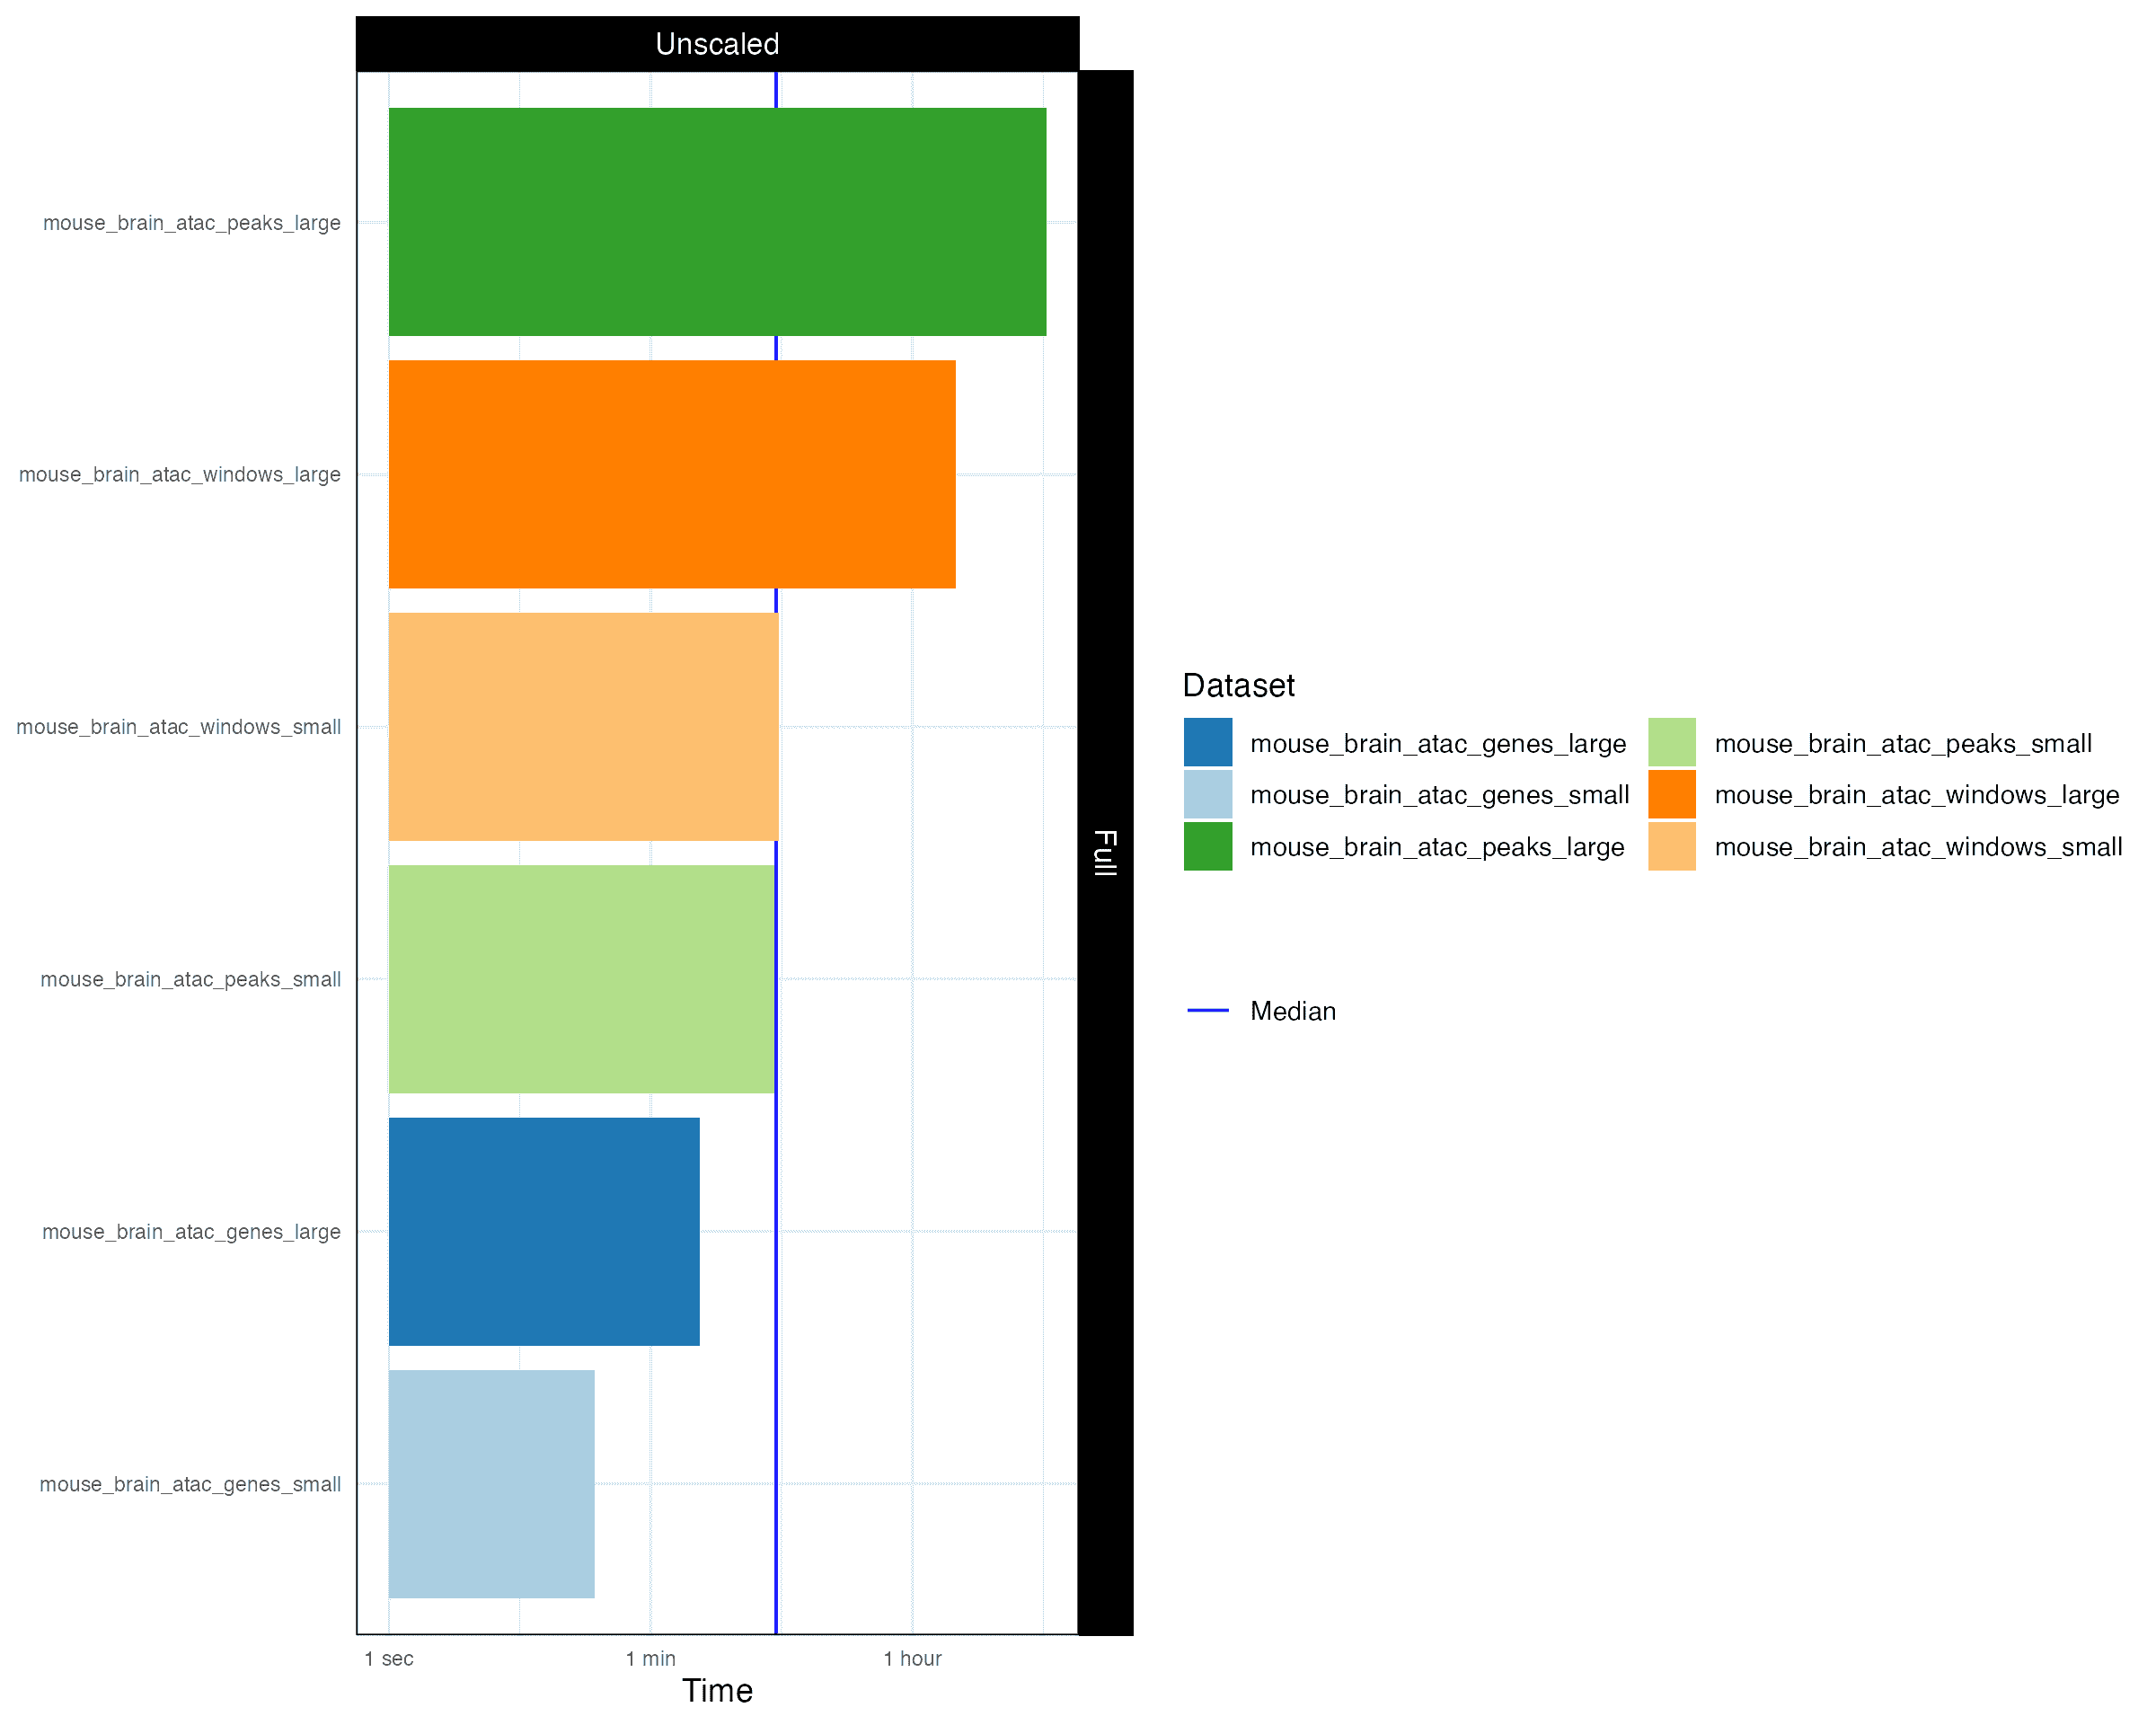 Unscaled
mouse_brain_atac_peaks_large
mouse_brain_atac_windows_large
mouse_brain_atac_windows_small
mouse_brain_atac_peaks_small
mouse_brain_atac_genes_large
mouse_brain_atac_genes_small
1 sec 1 min 1 hour
Time
Full
Dataset
mouse_brain_atac_genes_large mouse_brain_atac_peaks_small
mouse_brain_atac_genes_small mouse_brain_atac_windows_large
mouse_brain_atac_peaks_large mouse_brain_atac_windows_small
Median